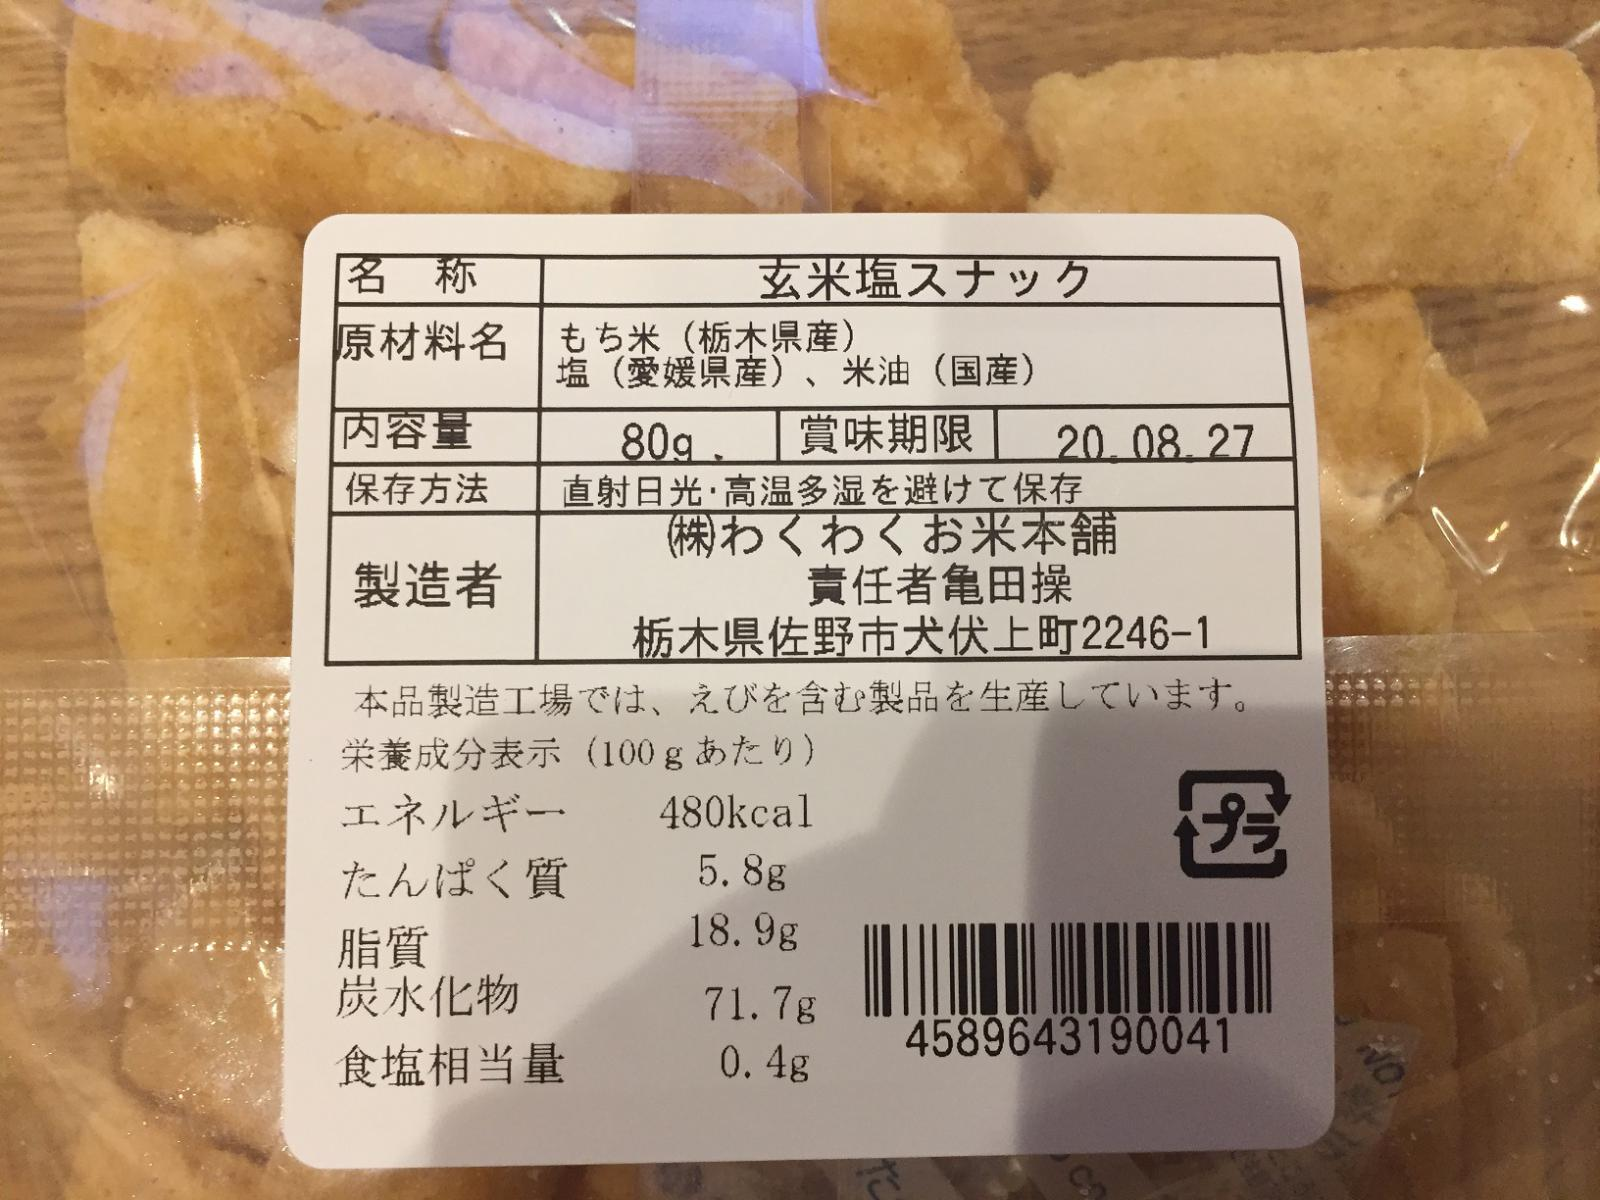 名 称 玄米塩スナック
原材料名 もち米（栃木県産）
塩（愛媛県産）、米油（国産）
内容量 80g. 賞味期限 20.08.27
保存方法 直射日光･高温多湿を避けて保存
製造者 ㈱わくわくお米本舗
責任者亀田操
栃木県佐野市犬伏上町2246-1
本品製造工場では、えびを含む製品を生産しています。
栄養成分表示（100gあたり）
エネルギー 480kcal
たんぱく質 5.8g
脂質 18.9g
炭水化物 71.7g
食塩相当量 0.4g
プラ
4589643190041